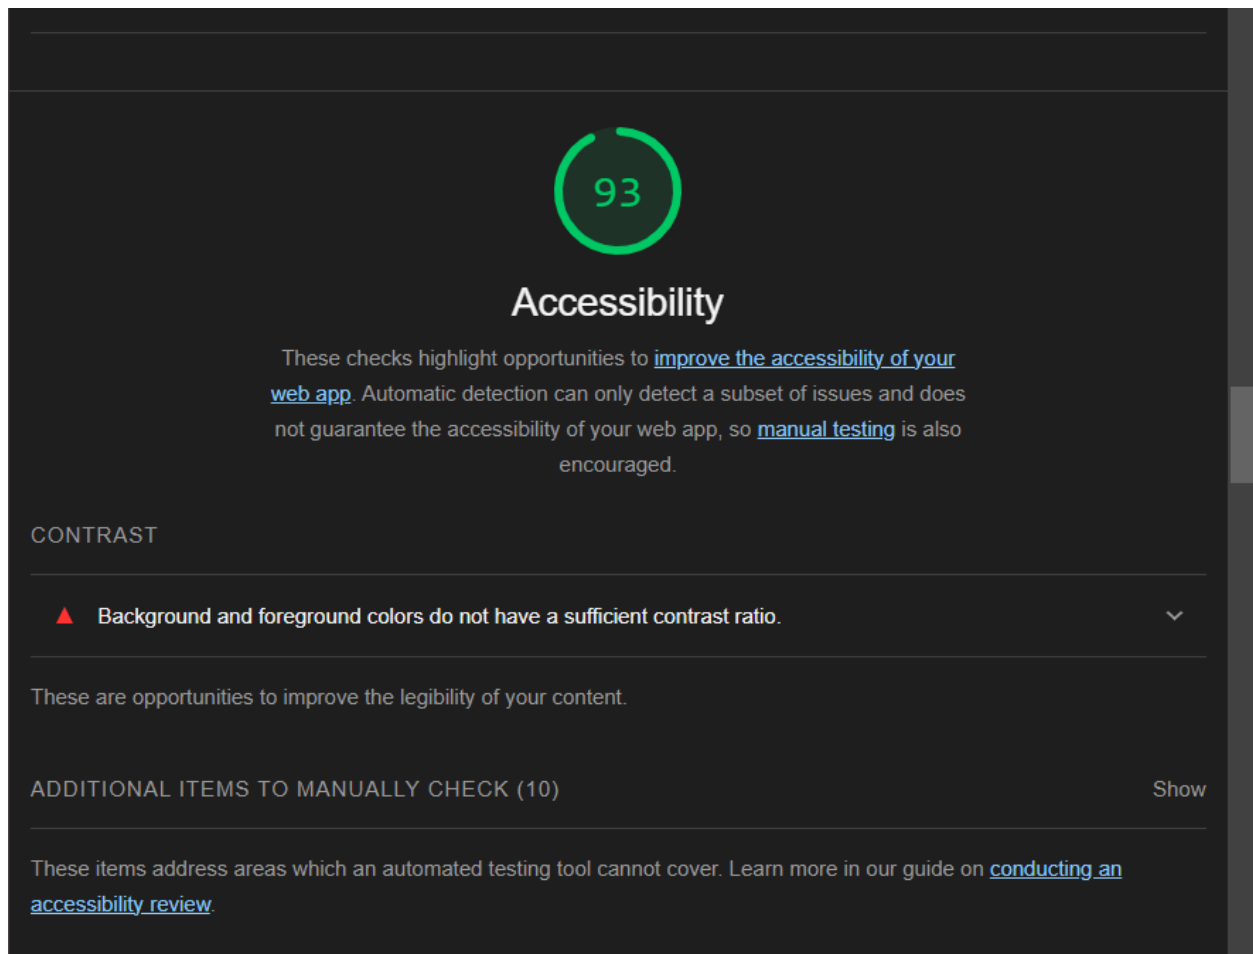 93
Accessibility
These checks highlight opportunities to improve the accessibility of your
web app. Automatic detection can only detect a subset of issues and does
not guarantee the accessibility of your web app, so manual testing is also
encouraged.
CONTRAST
Background and foreground colors do not have a sufficient contrast ratio.
These are opportunities to improve the legibility of your content.
ADDITIONAL ITEMS TO MANUALLY CHECK (10) Show
These items address areas which an automated testing tool cannot cover. Learn more in our guide on conducting an
accessibility review.